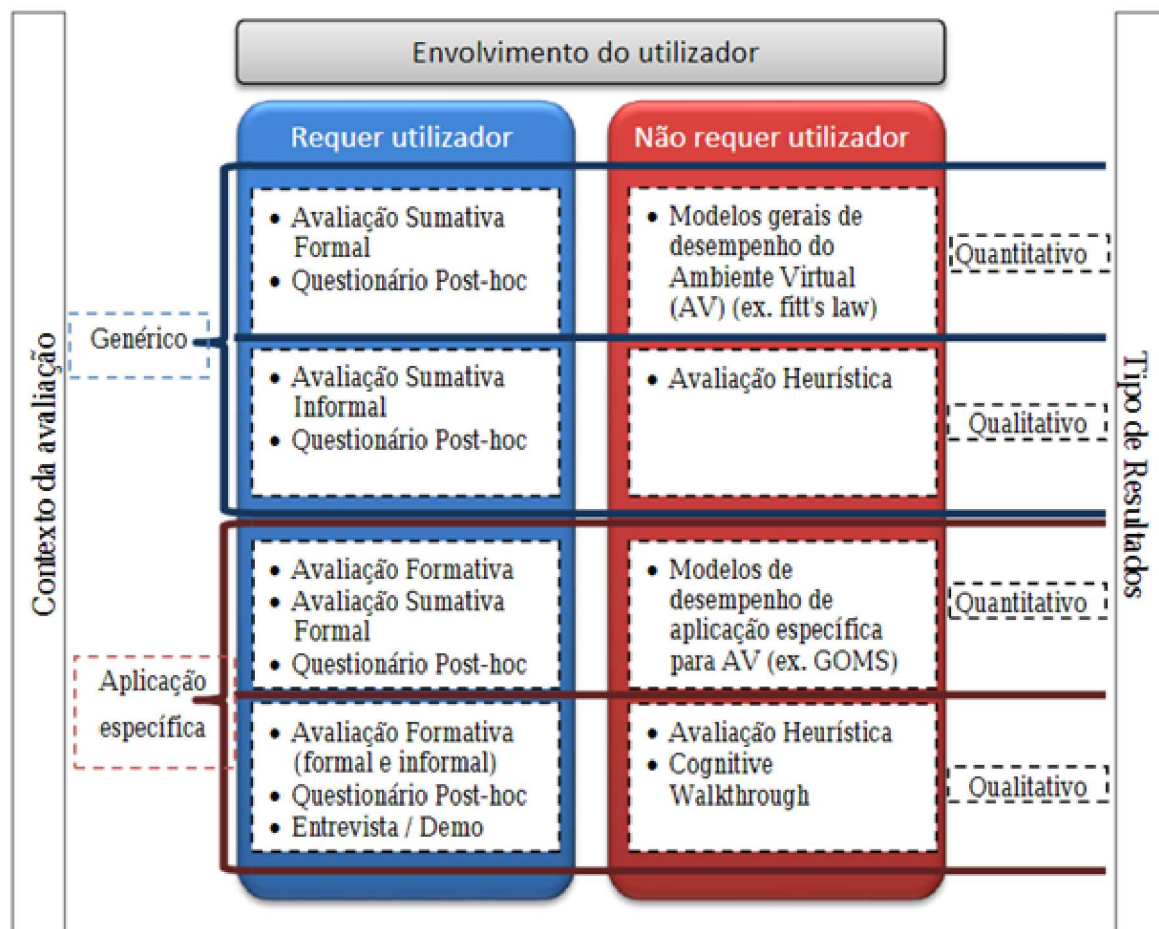 Envolvimento do utilizador
Requer utilizador
Não requer utilizador
Contexto da avaliação
Genérico
• Avaliação Sumativa
Formal
• Questionário Post-hoc
• Modelos gerais de
desempenho do
Ambiente Virtual
(AV) (ex. fitt's law)
Quantitativo
• Avaliação Sumativa
Informal
• Questionário Post-hoc
• Avaliação Heurística
Qualitativo
Aplicação
específica
• Avaliação Formativa
• Avaliação Sumativa
Formal
• Questionário Post-hoc
• Modelos de
desempenho de
aplicação específica
para AV (ex. GOMS)
Quantitativo
• Avaliação Formativa
(formal e informal)
• Questionário Post-hoc
• Entrevista / Demo
• Avaliação Heurística
• Cognitive
Walkthrough
Qualitativo
Tipo de Resultados